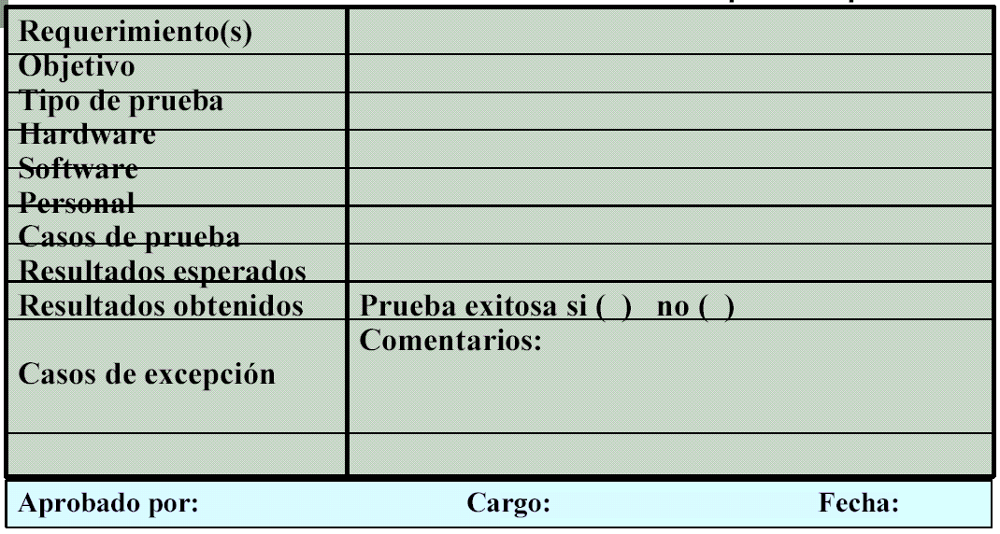 Requerimiento(s)
Objetivo
Tipo de prueba
Hardware
Software
Personal
Casos de prueba
Resultados esperados
Resultados obtenidos Prueba exitosa si ( ) no ( )
Comentarios:
Casos de excepción
Aprobado por: Cargo: Fecha: